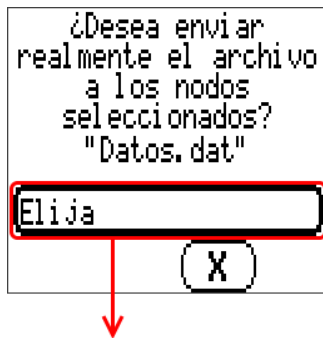 ¿Desea enviar
realmente el archivo
a los nodos
seleccionados?
"Datos.dat"
Elija
X